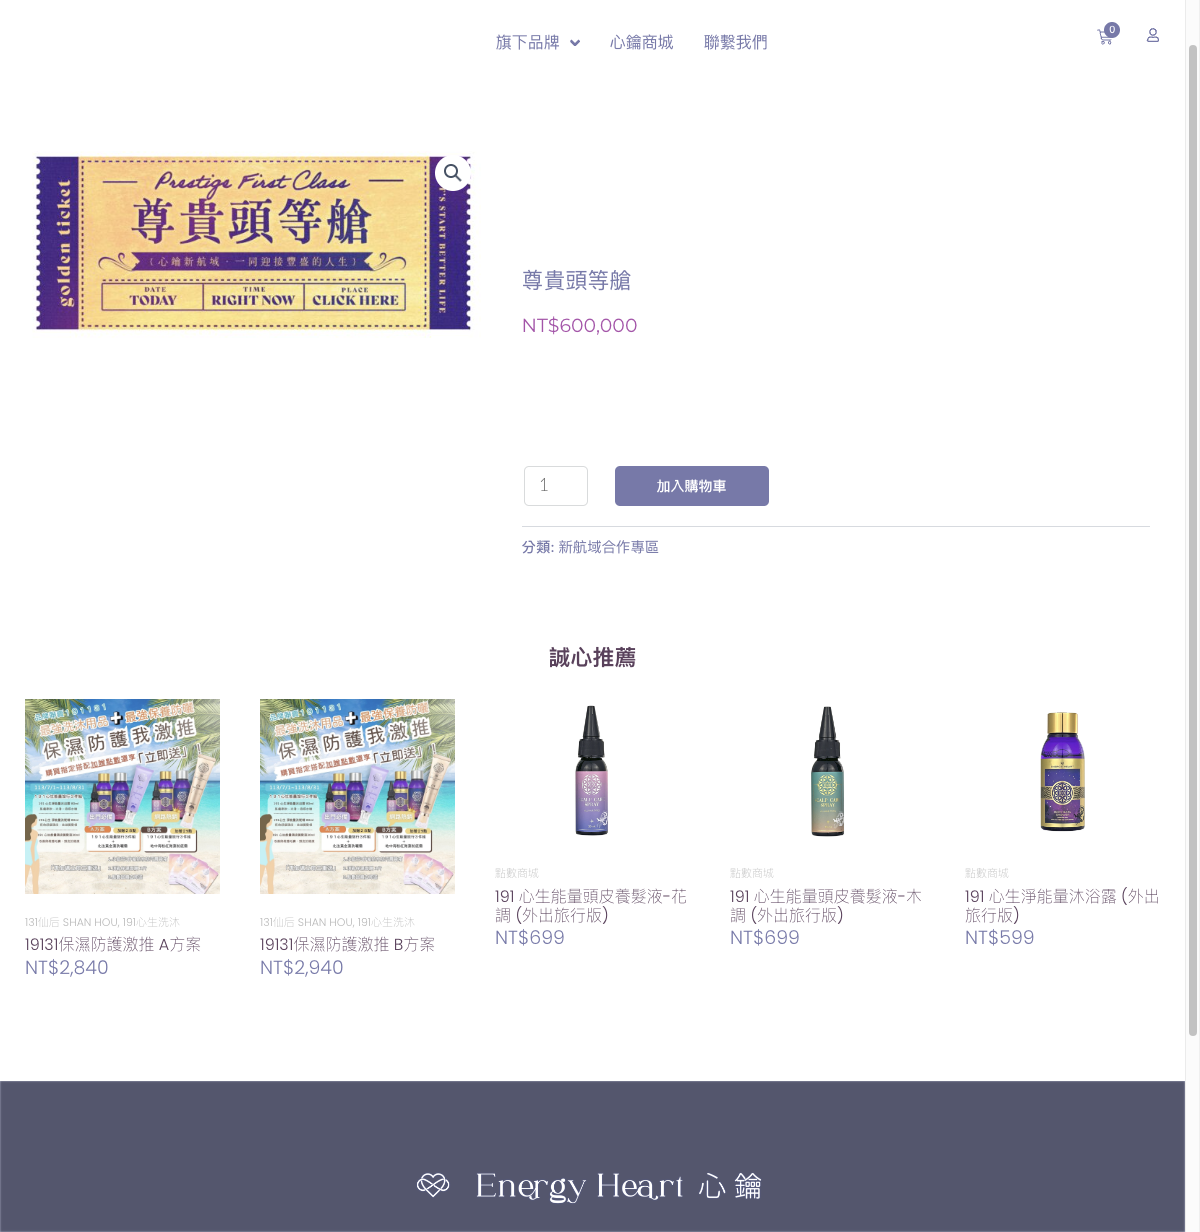 旗下品牌
心鑰商城
聯繫我們
0
golden ticket
Prestige First Class
尊貴頭等艙
(心鑰新航域．一同迎接豐盛的人生)
DATE
TODAY
TIME
RIGHT NOW
PLACE
CLICK HERE
START BETTER LIFE
尊貴頭等艙
NT$600,000
1
加入購物車
分類: 新航域合作專區
誠心推薦
保濕防護我激推
「立即送」!
保濕防護我激推
「立即送」!
131仙后 SHAN HOU, 191心生洗沐
19131保濕防護激推 A方案
NT$2,840
131仙后 SHAN HOU, 191心生洗沐
19131保濕防護激推 B方案
NT$2,940
點數商城
191 心生能量頭皮養髮液-花
調 (外出旅行版)
NT$699
點數商城
191 心生能量頭皮養髮液-木
調 (外出旅行版)
NT$699
點數商城
191 心生淨能量沐浴露 (外出
旅行版)
NT$599
Energy Heart 心鑰